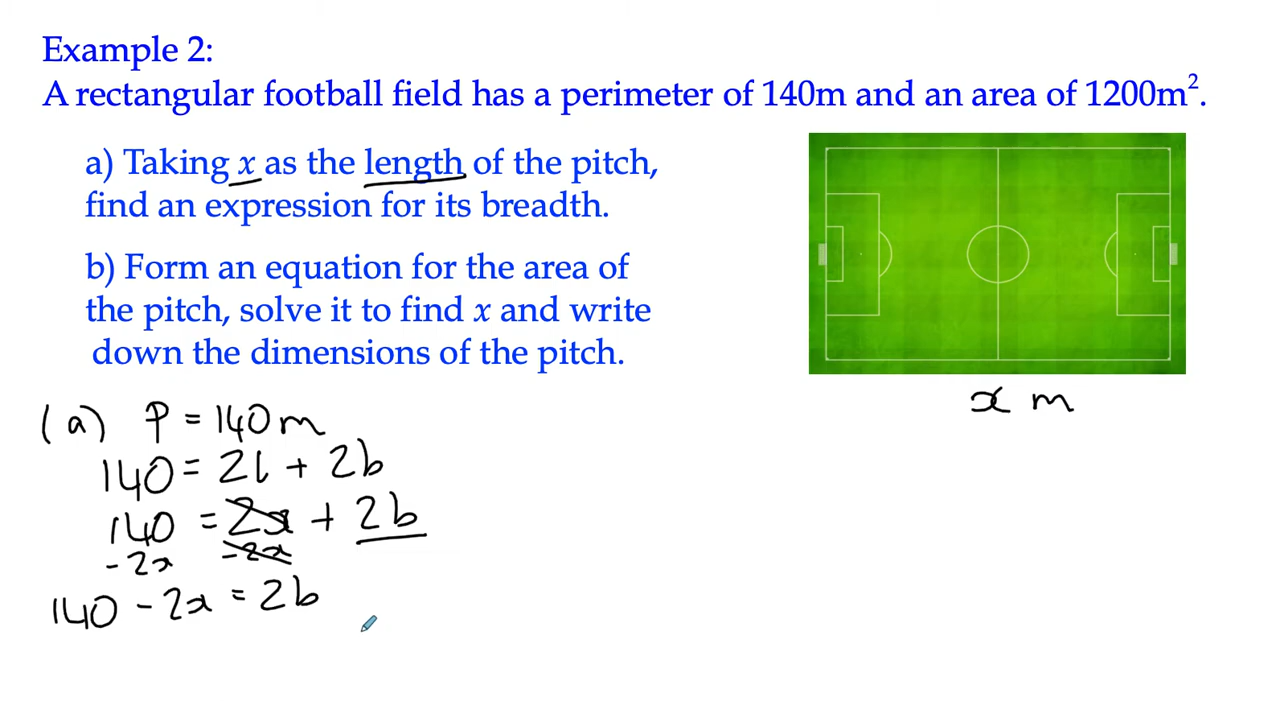 Example 2:
A rectangular football field has a perimeter of 140m and an area of 1200m².
a) Taking x as the length of the pitch,
find an expression for its breadth.
b) Form an equation for the area of
the pitch, solve it to find x and write
down the dimensions of the pitch.
x m
(a) P = 140m
140 = 2l + 2b
140 = 2x + 2b
-2x -2x
140 - 2x = 2b